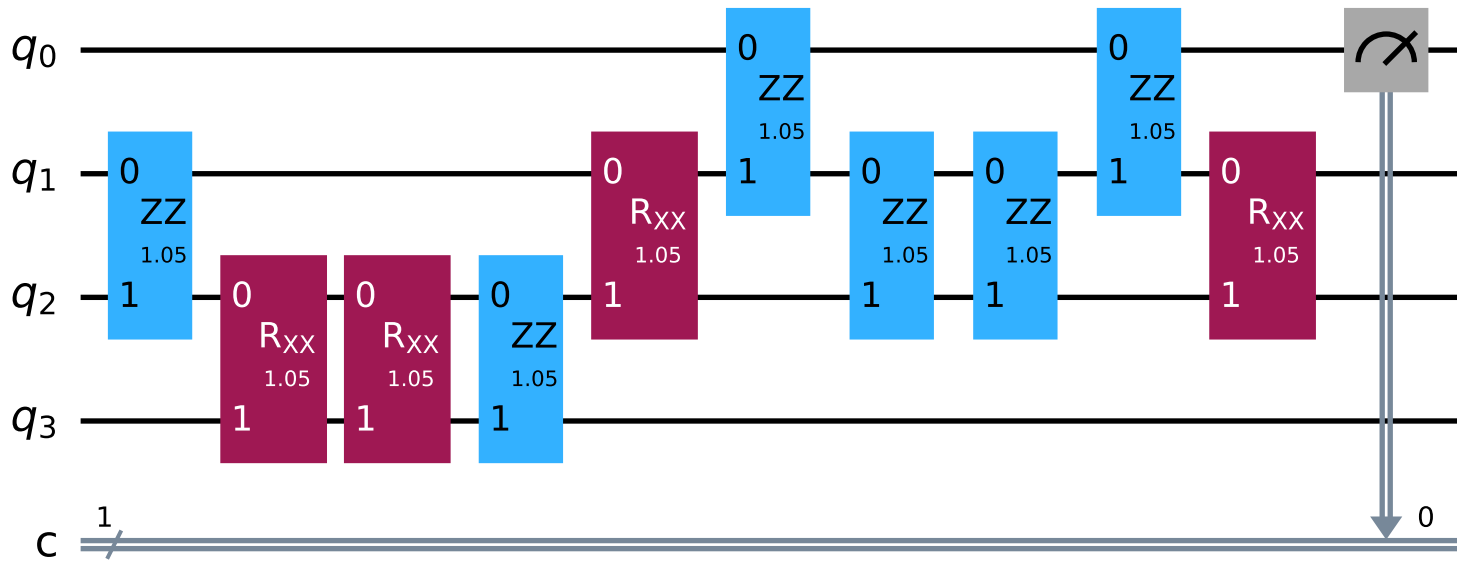 q0 0 ZZ 1.05 1 0 ZZ 1.05 1
q1 0 ZZ 1.05 1 0 RXX 1.05 1 0 ZZ 1.05 1 0 ZZ 1.05 1 0 RXX 1.05 1
q2 0 RXX 1.05 1 0 RXX 1.05 1 0 ZZ 1.05 1
q3
c 1 0